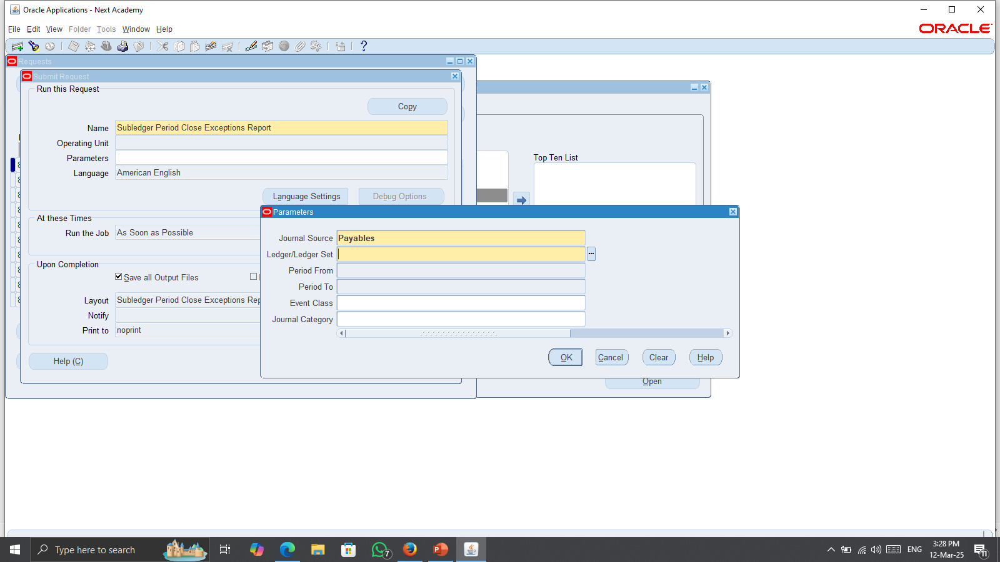 Oracle Applications - Next Academy
File Edit View Folder Tools Window Help
ORACLE
Requests
Submit Request
Run this Request
Copy
Name Subledger Period Close Exceptions Report
Operating Unit
Parameters
Language American English
Language Settings Debug Options
At these Times
Run the Job As Soon as Possible
Upon Completion
Save all Output Files
Layout Subledger Period Close Exceptions Rep
Notify
Print to noprint
Help (C)
Top Ten List
Open
Parameters
Journal Source Payables
Ledger/Ledger Set
Period From
Period To
Event Class
Journal Category
OK Cancel Clear Help
Type here to search
7
ENG
3:28 PM
12-Mar-25
11